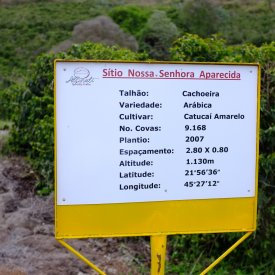 Sítio Nossa Senhora Aparecida
Talhão: Cachoeira
Variedade: Arábica
Cultivar: Catucaí Amarelo
No. Covas: 9.168
Plantio: 2007
Espaçamento: 2.80 X 0.80
Altitude: 1.130m
Latitude: 21°56'36"
Longitude: 45°27'12"